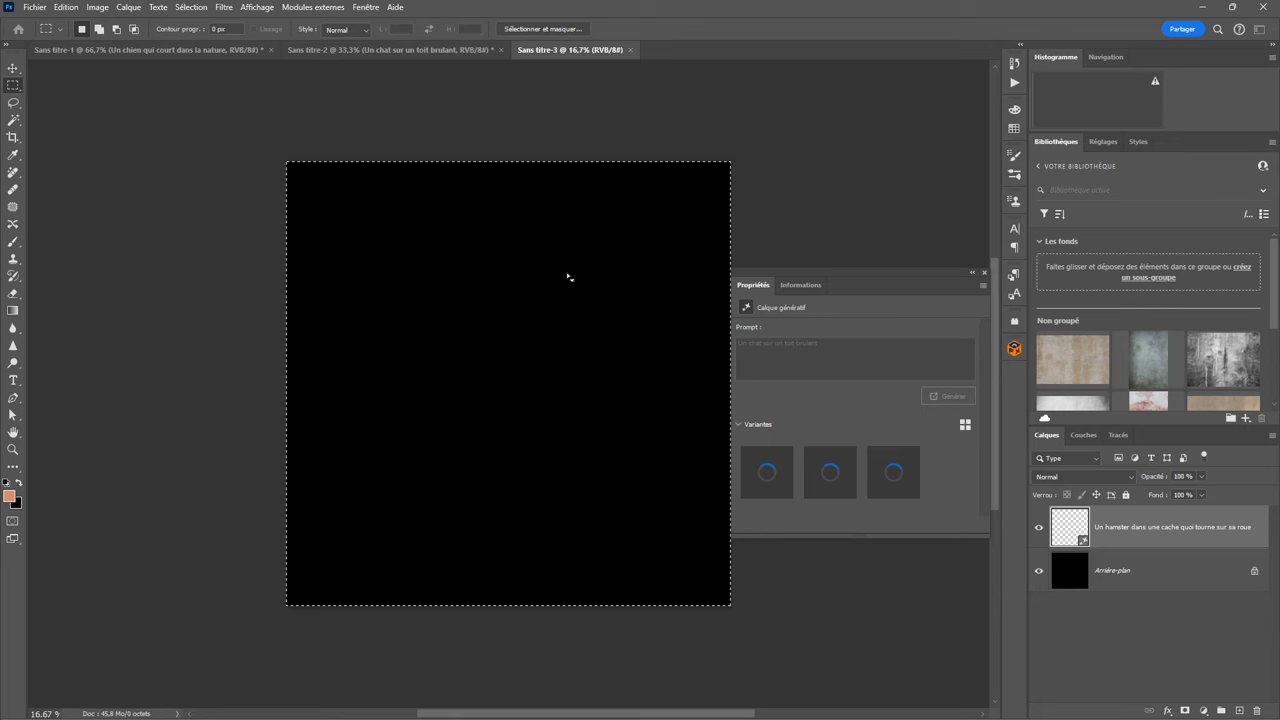 Fichier Edition Image Calque Texte Sélection Filtre Affichage Modules externes Fenêtre Aide
Contour progr. : 0 px Lissage Style : Normal L : H : Sélectionner et masquer... Partager
Sans titre-1 @ 66,7% (Un chien qui court dans la nature, RVB/8#) * × Sans titre-2 @ 33,3% (Un chat sur un toit brulant, RVB/8#) * × Sans titre-3 @ 16,7% (RVB/8#) ×
Histogramme Navigation
Bibliothèques Réglages Styles
VOTRE BIBLIOTHÈQUE
Bibliothèque active
Les fonds
Faites glisser et déposez des éléments dans ce groupe ou créez
un sous-groupe
Propriétés Informations
Calque génératif
Prompt :
Un chat sur un toit brulent
Générer
Variantes
Non groupé
Calques Couches Tracés
Type
Normal Opacité : 100 %
Verrou : Fond : 100 %
Un hamster dans une cache quoi tourne sur sa roue
Arrière-plan
16.67 % Doc : 45.8 Mo/0 octets